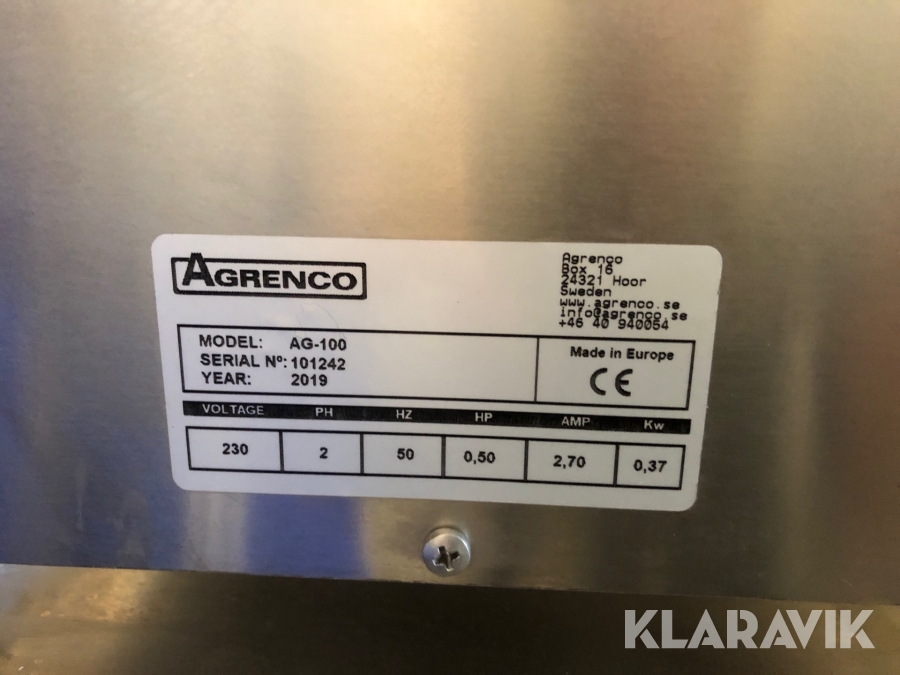 AGRENCO
Agrenco
Box 16
24321 Hoor
Sweden
www.agrenco.se
info@agrenco.se
+46 40 940054
MODEL: AG-100
SERIAL Nº: 101242
YEAR: 2019
Made in Europe
CE
VOLTAGE PH HZ HP AMP Kw
230 2 50 0,50 2,70 0,37
KLARAVIK